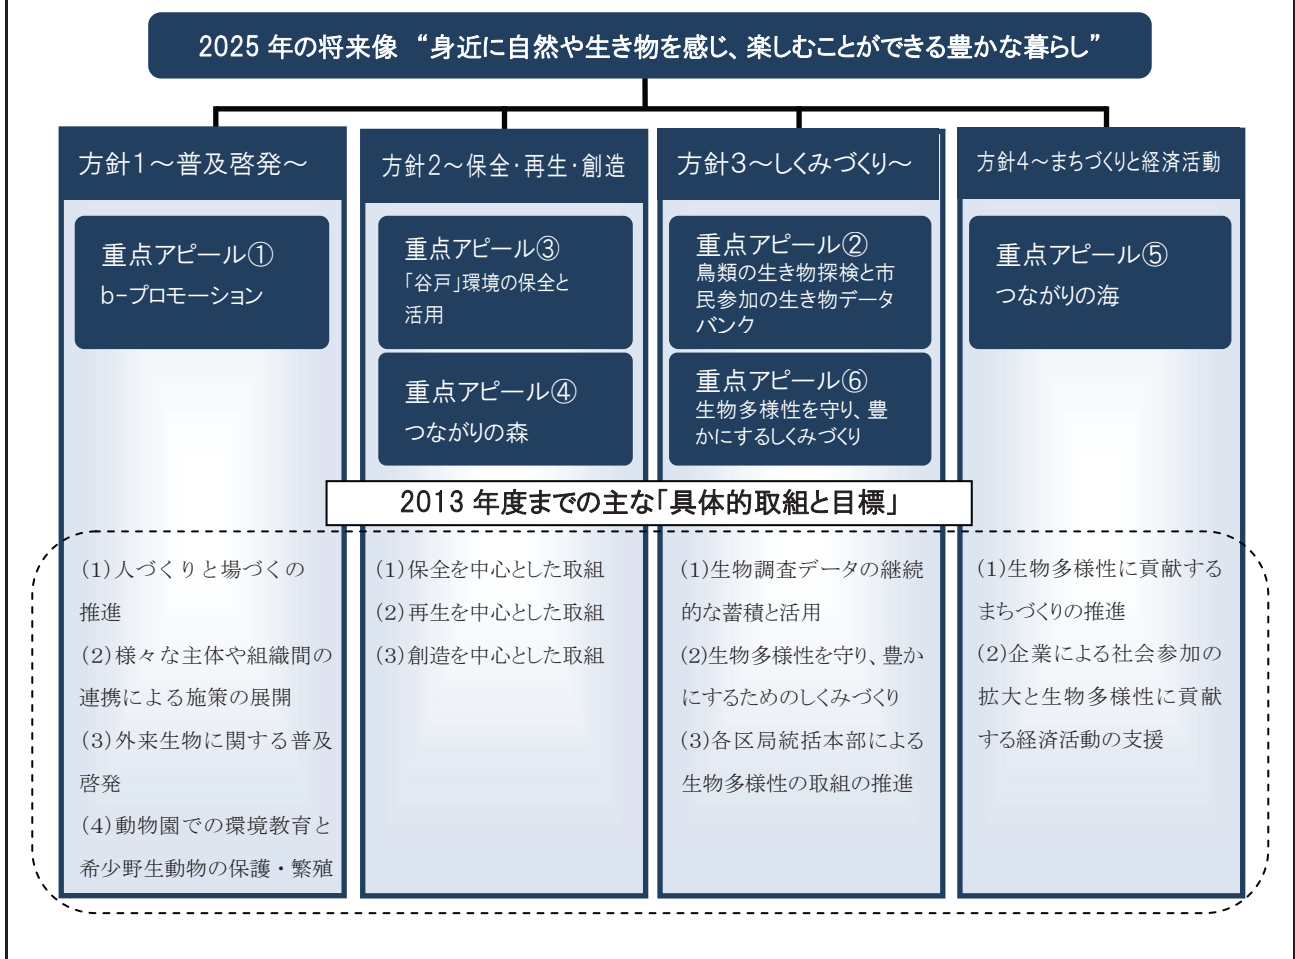 2025 年の将来像 “身近に自然や生き物を感じ、楽しむことができる豊かな暮らし”
方針1～普及啓発～
重点アピール①
b-プロモーション
方針2～保全・再生・創造
重点アピール③
「谷戸」環境の保全と
活用
重点アピール④
つながりの森
方針3～しくみづくり～
重点アピール②
鳥類の生き物探検と市
民参加の生き物データ
バンク
重点アピール⑥
生物多様性を守り、豊
かにするしくみづくり
方針4～まちづくりと経済活動
重点アピール⑤
つながりの海
2013 年度までの主な「具体的取組と目標」
(1)人づくりと場づくりの
推進
(2)様々な主体や組織間の
連携による施策の展開
(3)外来生物に関する普及
啓発
(4)動物園での環境教育と
希少野生動物の保護・繁殖
(1)保全を中心とした取組
(2)再生を中心とした取組
(3)創造を中心とした取組
(1)生物調査データの継続
的な蓄積と活用
(2)生物多様性を守り、豊か
にするためのしくみづくり
(3)各区局統括本部による
生物多様性の取組の推進
(1)生物多様性に貢献する
まちづくりの推進
(2)企業による社会参加の
拡大と生物多様性に貢献
する経済活動の支援